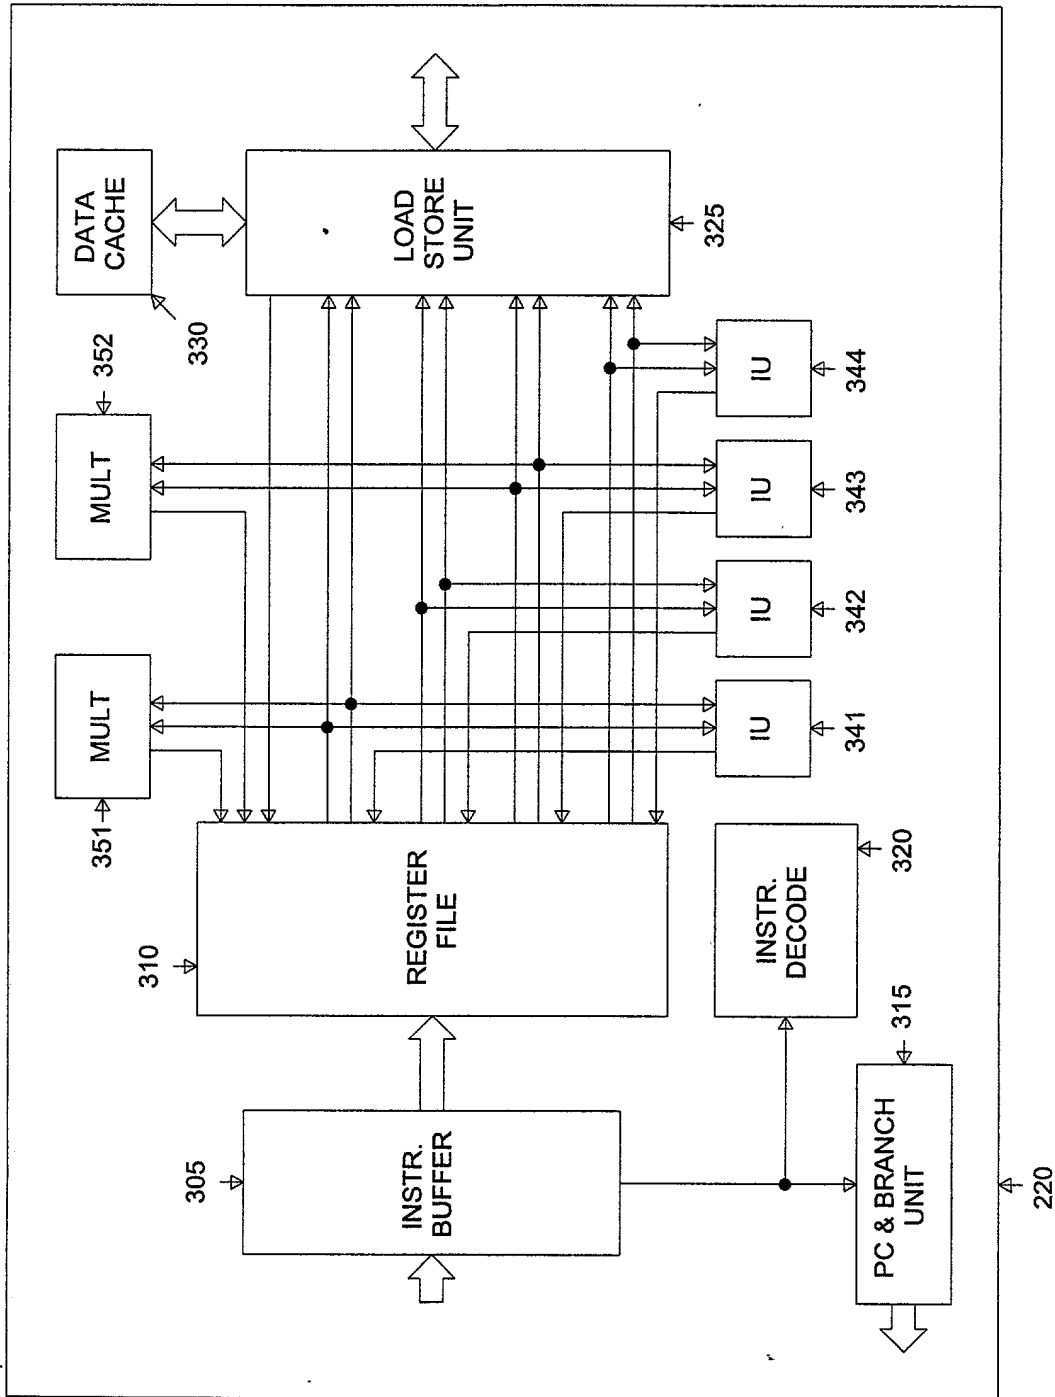 351
MULT
MULT
352
DATA
CACHE
330
305
INSTR.
BUFFER
310
REGISTER
FILE
LOAD
STORE
UNIT
325
INSTR.
DECODE
320
IU
341
IU
342
IU
343
IU
344
PC & BRANCH
UNIT
315
220